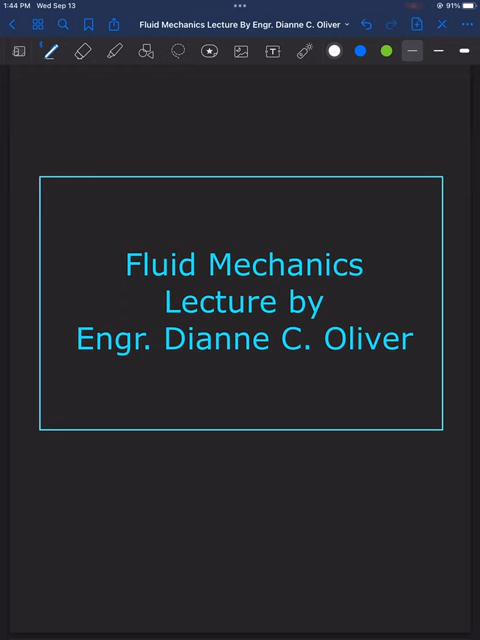 1:44 PM Wed Sep 13
91%
Fluid Mechanics Lecture By Engr. Dianne C. Oliver
Fluid Mechanics
Lecture by
Engr. Dianne C. Oliver